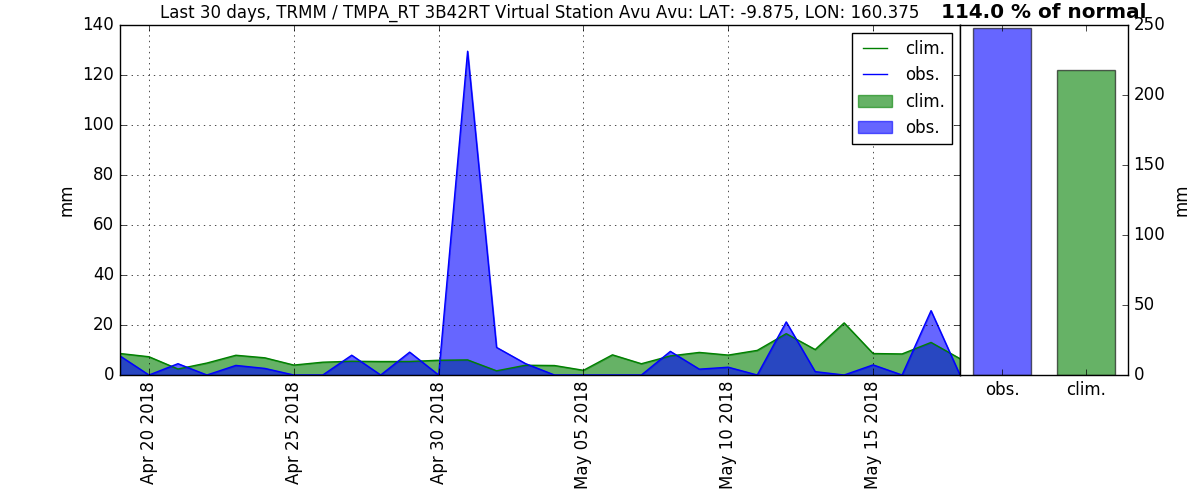 Last 30 days, TRMM / TMPA_RT 3B42RT Virtual Station Avu Avu: LAT: -9.875, LON: 160.375
114.0 % of normal
140
120
100
80
60
40
20
0
mm
clim.
obs.
clim.
obs.
250
200
150
100
50
0
mm
Apr 20 2018
Apr 25 2018
Apr 30 2018
May 05 2018
May 10 2018
May 15 2018
obs.
clim.